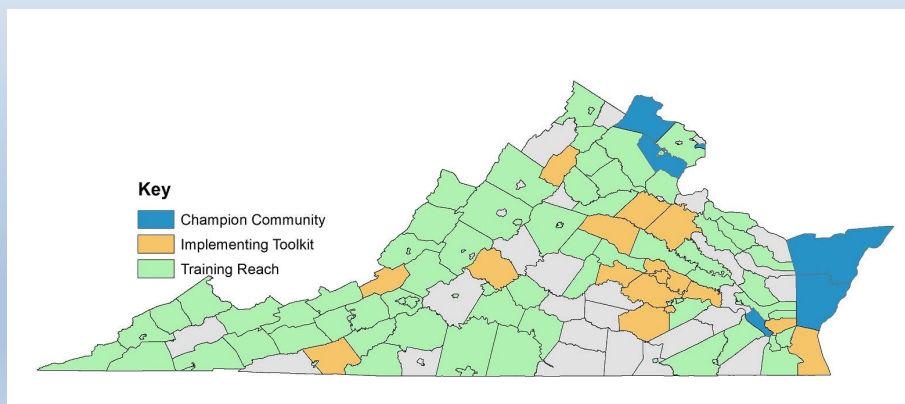 Key
Champion Community
Implementing Toolkit
Training Reach